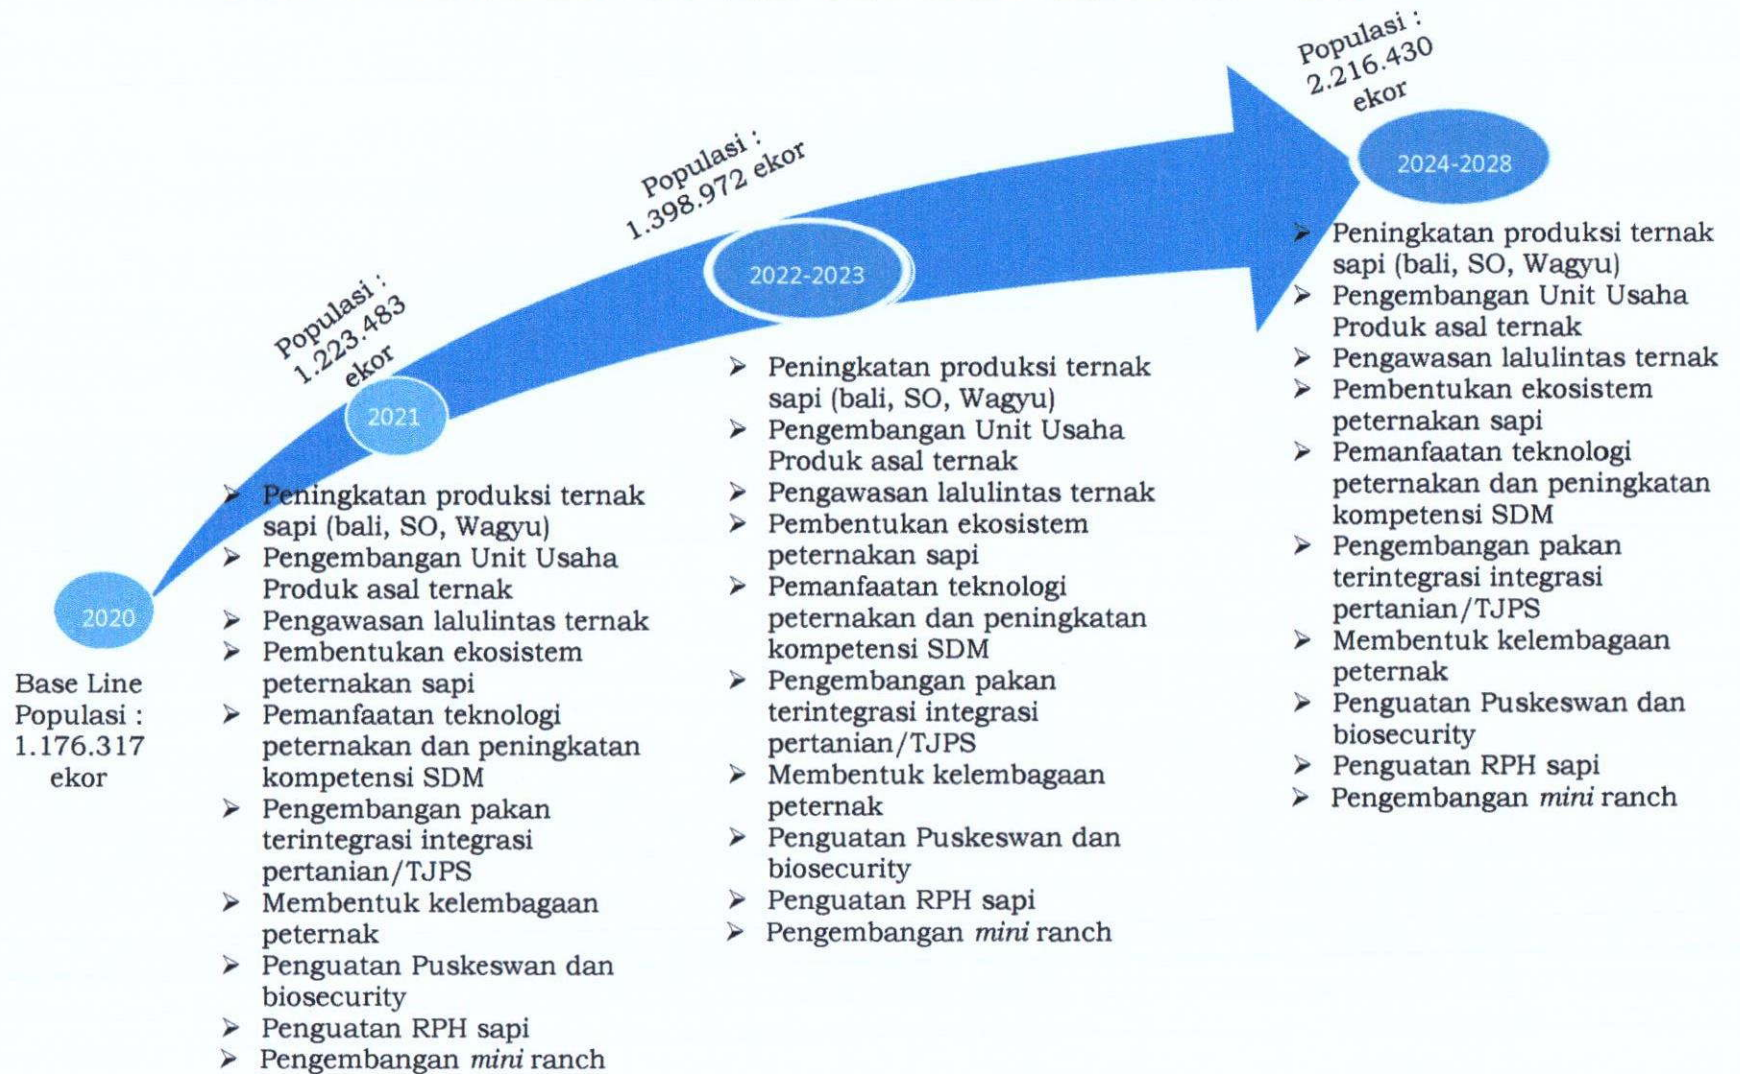 2020
Base Line
Populasi :
1.176.317
ekor
Populasi :
1.223.483
ekor
2021
➤ Peningkatan produksi ternak
sapi (bali, SO, Wagyu)
➤ Pengembangan Unit Usaha
Produk asal ternak
➤ Pengawasan lalulintas ternak
➤ Pembentukan ekosistem
peternakan sapi
➤ Pemanfaatan teknologi
peternakan dan peningkatan
kompetensi SDM
➤ Pengembangan pakan
terintegrasi integrasi
pertanian/TJPS
➤ Membentuk kelembagaan
peternak
➤ Penguatan Puskeswan dan
biosecurity
➤ Penguatan RPH sapi
➤ Pengembangan mini ranch
Populasi :
1.398.972 ekor
2022-2023
➤ Peningkatan produksi ternak
sapi (bali, SO, Wagyu)
➤ Pengembangan Unit Usaha
Produk asal ternak
➤ Pengawasan lalulintas ternak
➤ Pembentukan ekosistem
peternakan sapi
➤ Pemanfaatan teknologi
peternakan dan peningkatan
kompetensi SDM
➤ Pengembangan pakan
terintegrasi integrasi
pertanian/TJPS
➤ Membentuk kelembagaan
peternak
➤ Penguatan Puskeswan dan
biosecurity
➤ Penguatan RPH sapi
➤ Pengembangan mini ranch
Populasi :
2.216.430
ekor
2024-2028
➤ Peningkatan produksi ternak
sapi (bali, SO, Wagyu)
➤ Pengembangan Unit Usaha
Produk asal ternak
➤ Pengawasan lalulintas ternak
➤ Pembentukan ekosistem
peternakan sapi
➤ Pemanfaatan teknologi
peternakan dan peningkatan
kompetensi SDM
➤ Pengembangan pakan
terintegrasi integrasi
pertanian/TJPS
➤ Membentuk kelembagaan
peternak
➤ Penguatan Puskeswan dan
biosecurity
➤ Penguatan RPH sapi
➤ Pengembangan mini ranch